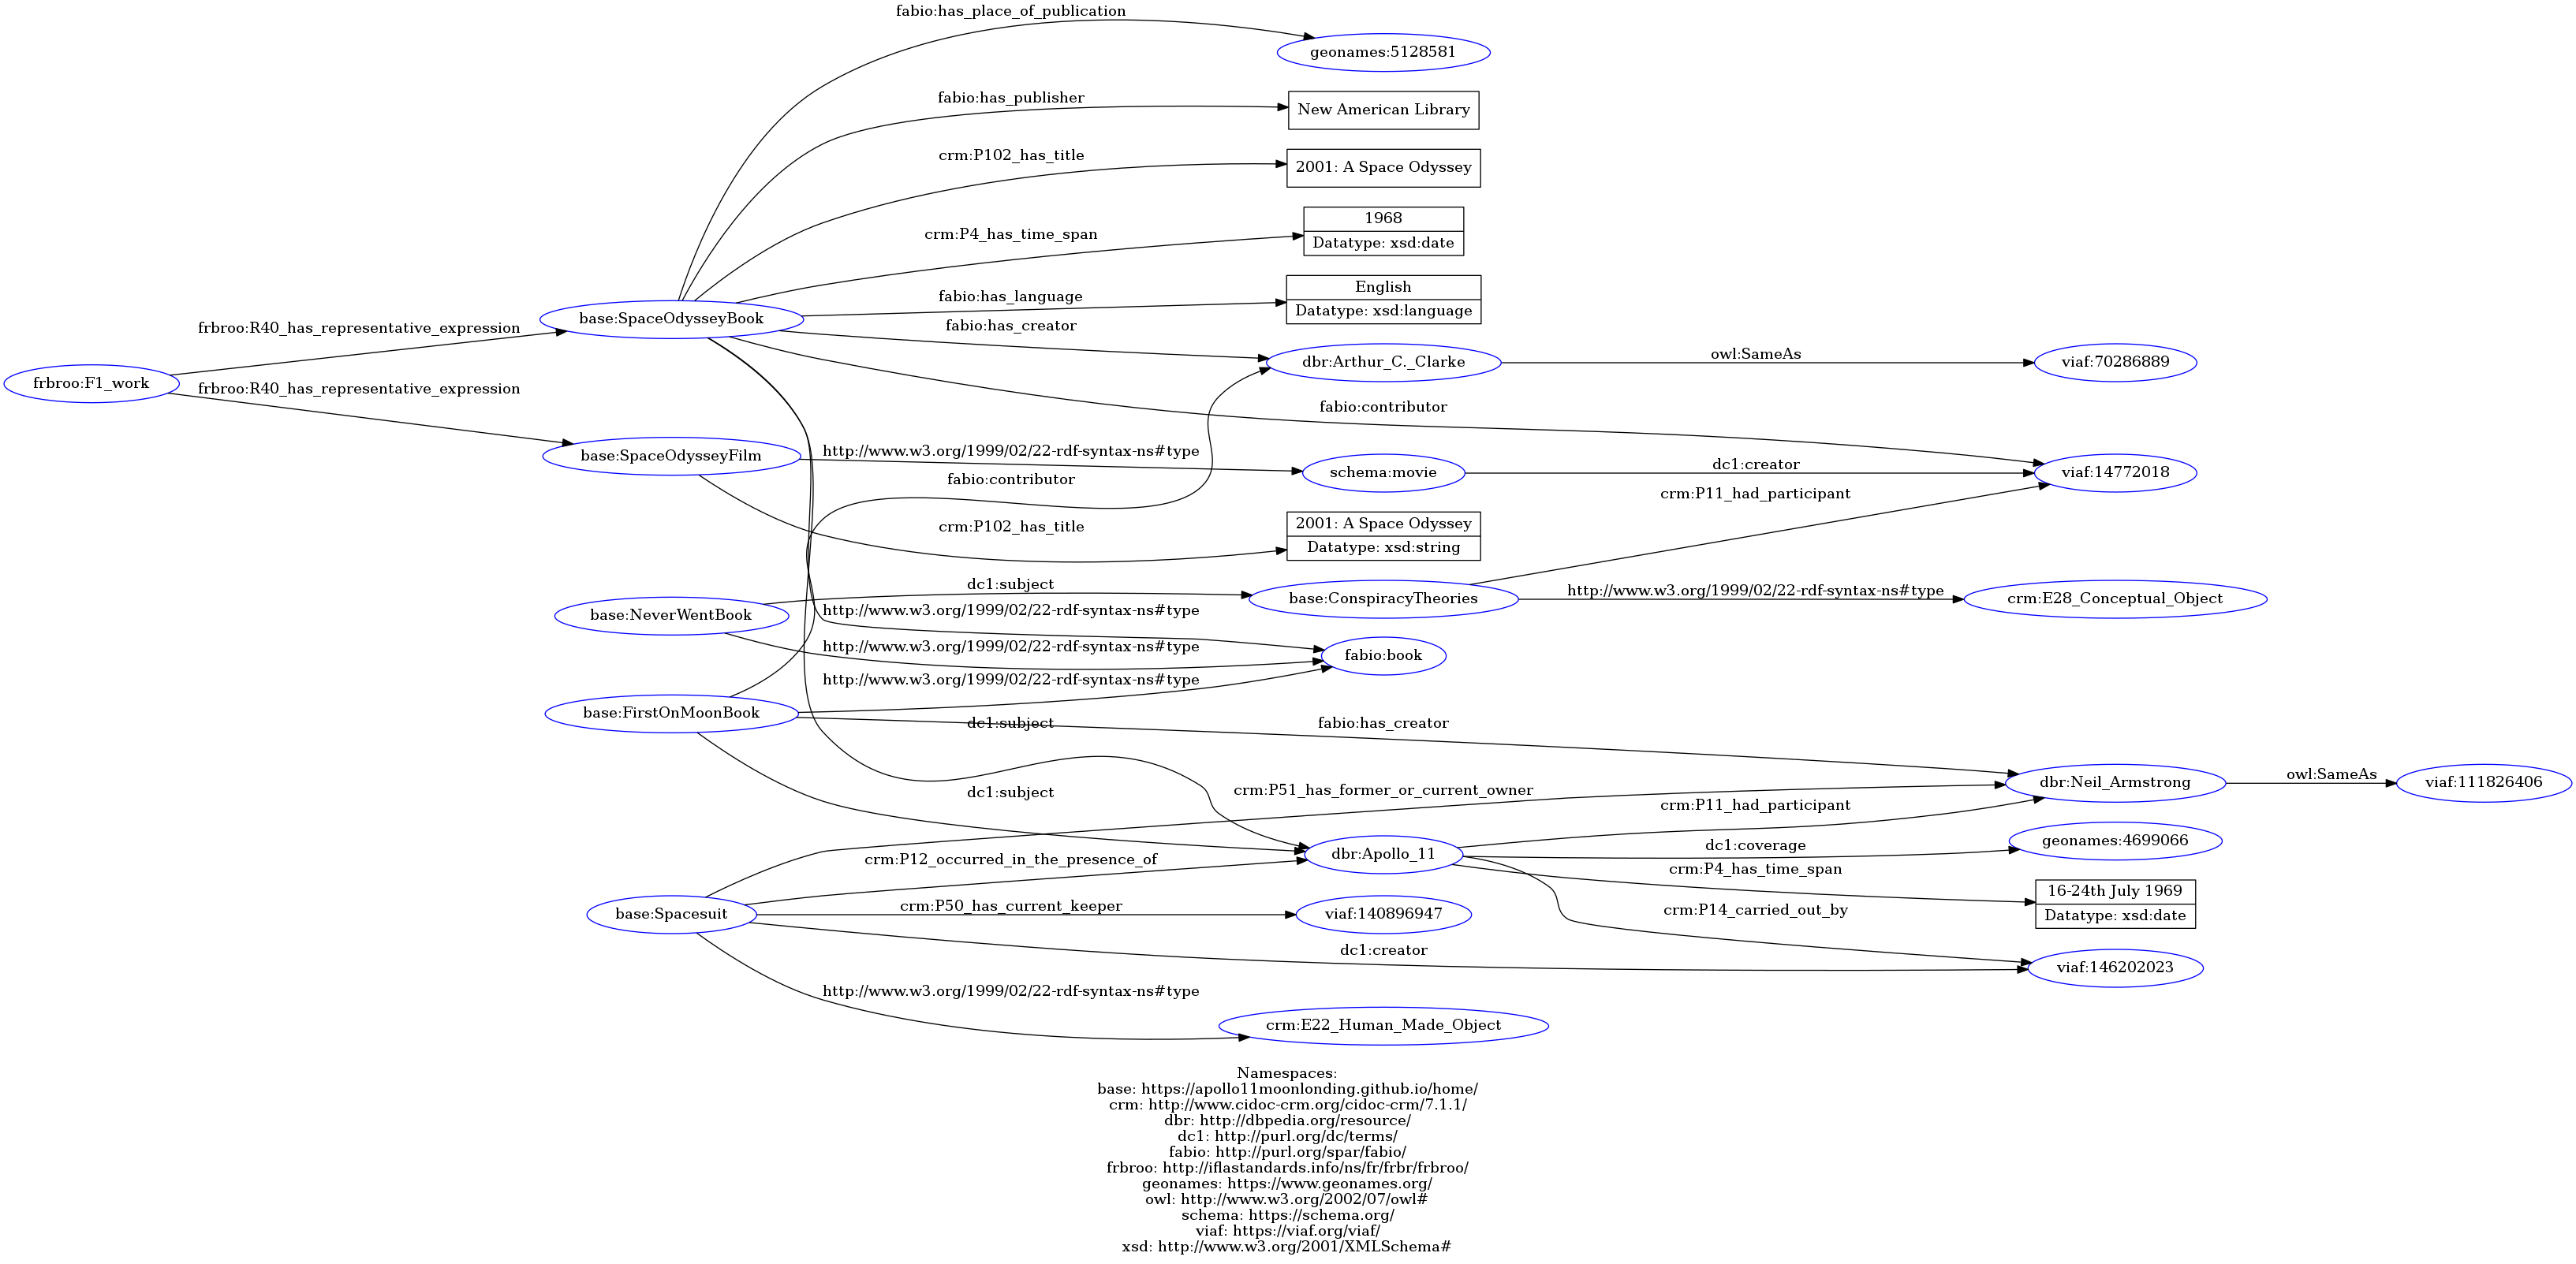 fabio:has_place_of_publication
geonames:5128581
fabio:has_publisher
New American Library
crm:P102_has_title
2001: A Space Odyssey
crm:P4_has_time_span
1968
Datatype: xsd:date
fabio:has_language
English
Datatype: xsd:language
base:SpaceOdysseyBook
frbroo:R40_has_representative_expression
fabio:has_creator
dbr:Arthur_C._Clarke
owl:SameAs
viaf:70286889
frbroo:F1_work
frbroo:R40_has_representative_expression
fabio:contributor
base:SpaceOdysseyFilm
http://www.w3.org/1999/02/22-rdf-syntax-ns#type
schema:movie
dc1:creator
viaf:14772018
fabio:contributor
crm:P11_had_participant
crm:P102_has_title
2001: A Space Odyssey
Datatype: xsd:string
dc1:subject
base:ConspiracyTheories
http://www.w3.org/1999/02/22-rdf-syntax-ns#type
crm:E28_Conceptual_Object
base:NeverWentBook
http://www.w3.org/1999/02/22-rdf-syntax-ns#type
http://www.w3.org/1999/02/22-rdf-syntax-ns#type
fabio:book
http://www.w3.org/1999/02/22-rdf-syntax-ns#type
base:FirstOnMoonBook
dc1:subject
fabio:has_creator
dbr:Neil_Armstrong
owl:SameAs
viaf:111826406
dc1:subject
crm:P51_has_former_or_current_owner
crm:P11_had_participant
geonames:4699066
dc1:coverage
dbr:Apollo_11
crm:P12_occurred_in_the_presence_of
crm:P4_has_time_span
16-24th July 1969
Datatype: xsd:date
base:Spacesuit
crm:P50_has_current_keeper
viaf:140896947
crm:P14_carried_out_by
dc1:creator
viaf:146202023
http://www.w3.org/1999/02/22-rdf-syntax-ns#type
crm:E22_Human_Made_Object
Namespaces:
base: https://apollo11moonlonding.github.io/home/
crm: http://www.cidoc-crm.org/cidoc-crm/7.1.1/
dbr: http://dbpedia.org/resource/
dc1: http://purl.org/dc/terms/
fabio: http://purl.org/spar/fabio/
frbroo: http://iflastandards.info/ns/fr/frbr/frbroo/
geonames: https://www.geonames.org/
owl: http://www.w3.org/2002/07/owl#
schema: https://schema.org/
viaf: https://viaf.org/viaf/
xsd: http://www.w3.org/2001/XMLSchema#